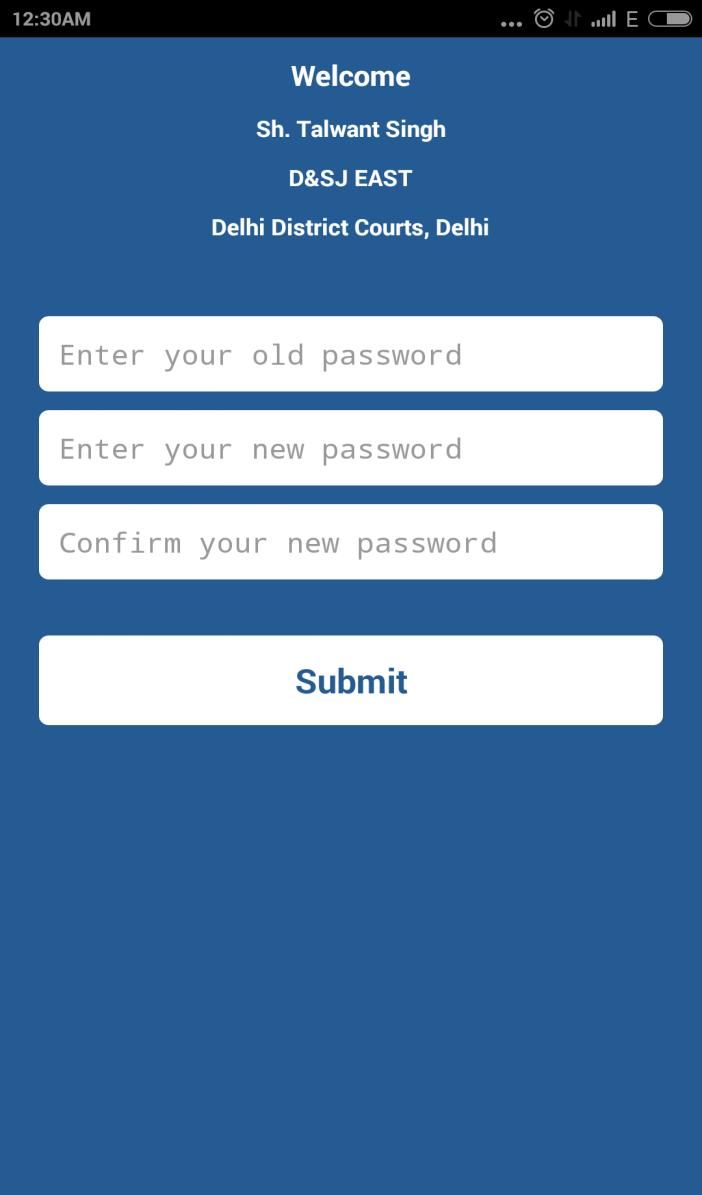 12:30AM
E
Welcome
Sh. Talwant Singh
D&SJ EAST
Delhi District Courts, Delhi
Enter your old password
Enter your new password
Confirm your new password
Submit